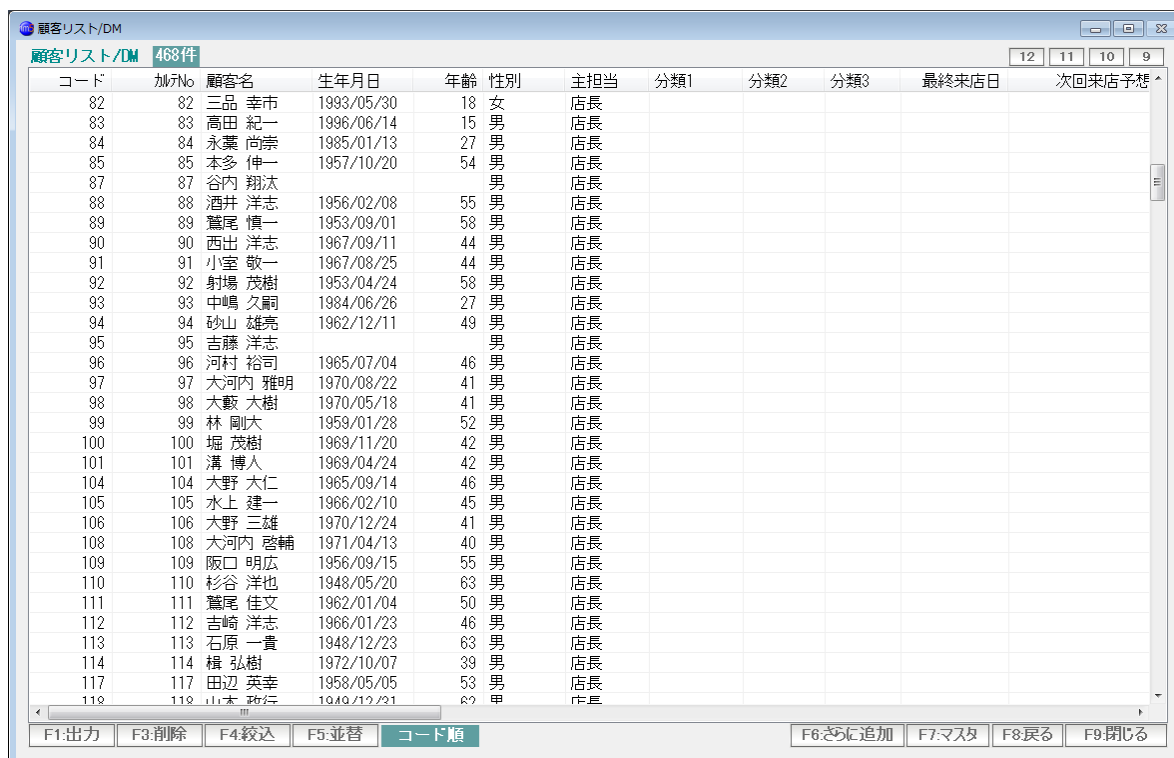 顧客リスト/DM
顧客リスト/DM 468件 12 11 10 9
コード ｶﾙﾃNo 顧客名 生年月日 年齢 性別 主担当 分類1 分類2 分類3 最終来店日 次回来店予想
82 82 三品 幸市 1993/05/30 18 女 店長
83 83 高田 紀一 1996/06/14 15 男 店長
84 84 永葉 尚崇 1985/01/13 27 男 店長
85 85 本多 伸一 1957/10/20 54 男 店長
87 87 谷内 翔汰 男 店長
88 88 酒井 洋志 1956/02/08 55 男 店長
89 89 鷲尾 慎一 1953/09/01 58 男 店長
90 90 西出 洋志 1967/09/11 44 男 店長
91 91 小室 敬一 1967/08/25 44 男 店長
92 92 射場 茂樹 1953/04/24 58 男 店長
93 93 中嶋 久嗣 1984/06/26 27 男 店長
94 94 砂山 雄亮 1962/12/11 49 男 店長
95 95 吉藤 洋志 男 店長
96 96 河村 裕司 1965/07/04 46 男 店長
97 97 大河内 雅明 1970/08/22 41 男 店長
98 98 大藪 大樹 1970/05/18 41 男 店長
99 99 林 剛大 1959/01/28 52 男 店長
100 100 堀 茂樹 1969/11/20 42 男 店長
101 101 溝 博人 1969/04/24 42 男 店長
104 104 大野 大仁 1965/09/14 46 男 店長
105 105 水上 建一 1966/02/10 45 男 店長
106 106 大野 三雄 1970/12/24 41 男 店長
108 108 大河内 啓輔 1971/04/13 40 男 店長
109 109 阪口 明広 1956/09/15 55 男 店長
110 110 杉谷 洋也 1948/05/20 63 男 店長
111 111 鷲尾 佳文 1962/01/04 50 男 店長
112 112 吉崎 洋志 1966/01/23 46 男 店長
113 113 石原 一貴 1948/12/23 63 男 店長
114 114 楫 弘樹 1972/10/07 39 男 店長
117 117 田辺 英幸 1958/05/05 53 男 店長
118 118 山本 政行 1949/12/31 62 男 店長
F1:出力 F3:削除 F4:絞込 F5:並替 コード順 F6:さらに追加 F7:マスタ F8:戻る F9:閉じる